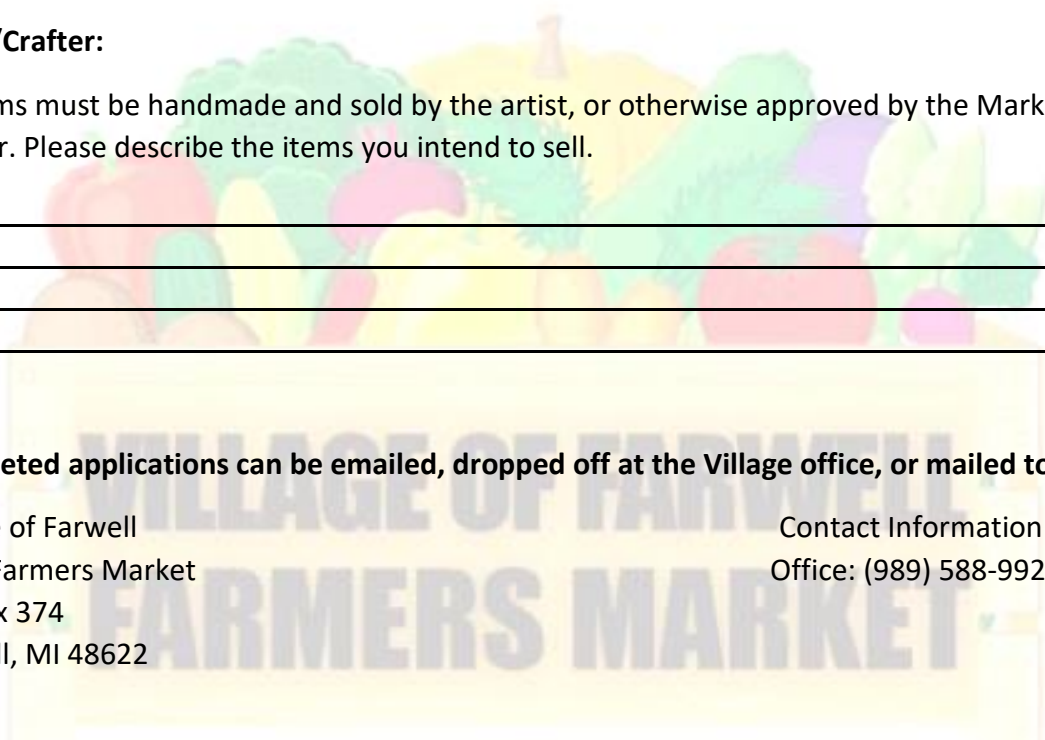 /Crafter:
ms must be handmade and sold by the artist, or otherwise approved by the Mark
r. Please describe the items you intend to sell.
VILLAGE OF FARWELL
eted applications can be emailed, dropped off at the Village office, or mailed to
of Farwell
Contact Information
Farmers Market
Office: (989) 588-992
x 374
ll, MI 48622
FARMERS MARKET
1